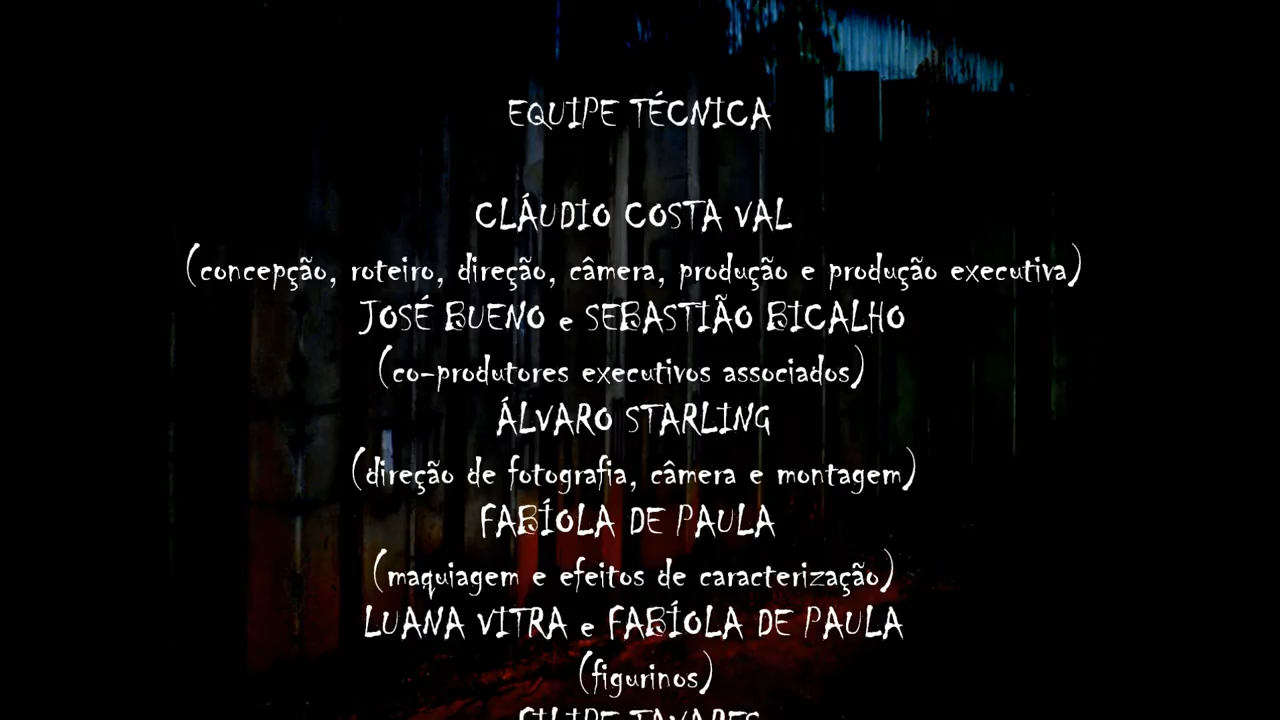 EQUIPE TÉCNICA
CLÁUDIO COSTA VAL
(concepção, roteiro, direção, câmera, produção e produção executiva)
JOSÉ BUENO e SEBASTIÃO BICALHO
(co-produtores executivos associados)
ÁLVARO STARLING
(direção de fotografia, câmera e montagem)
FABÍOLA DE PAULA
(maquiagem e efeitos de caracterização)
LUANA VITRA e FABÍOLA DE PAULA
(figurinos)
FILIPE TAVARES